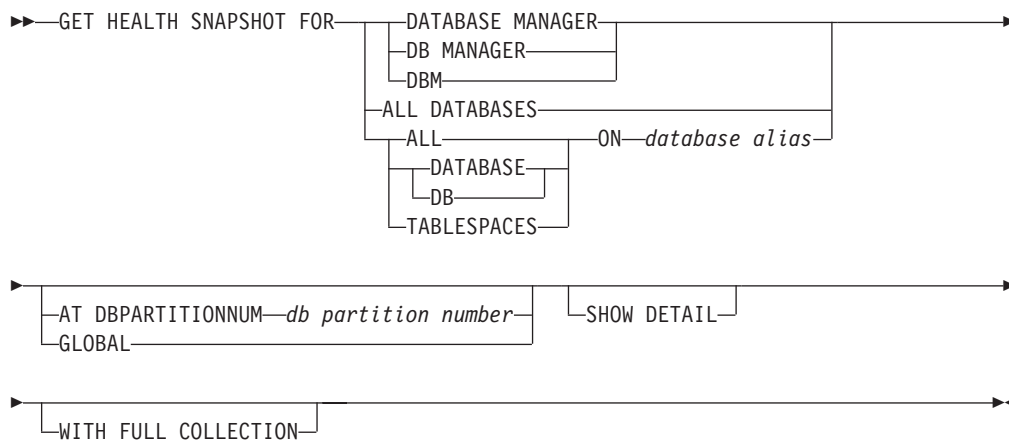 GET HEALTH SNAPSHOT FOR DATABASE MANAGER
DB MANAGER
DBM
ALL DATABASES
ALL ON database alias
DATABASE
DB
TABLESPACES
AT DBPARTITIONNUM db partition number SHOW DETAIL
GLOBAL
WITH FULL COLLECTION